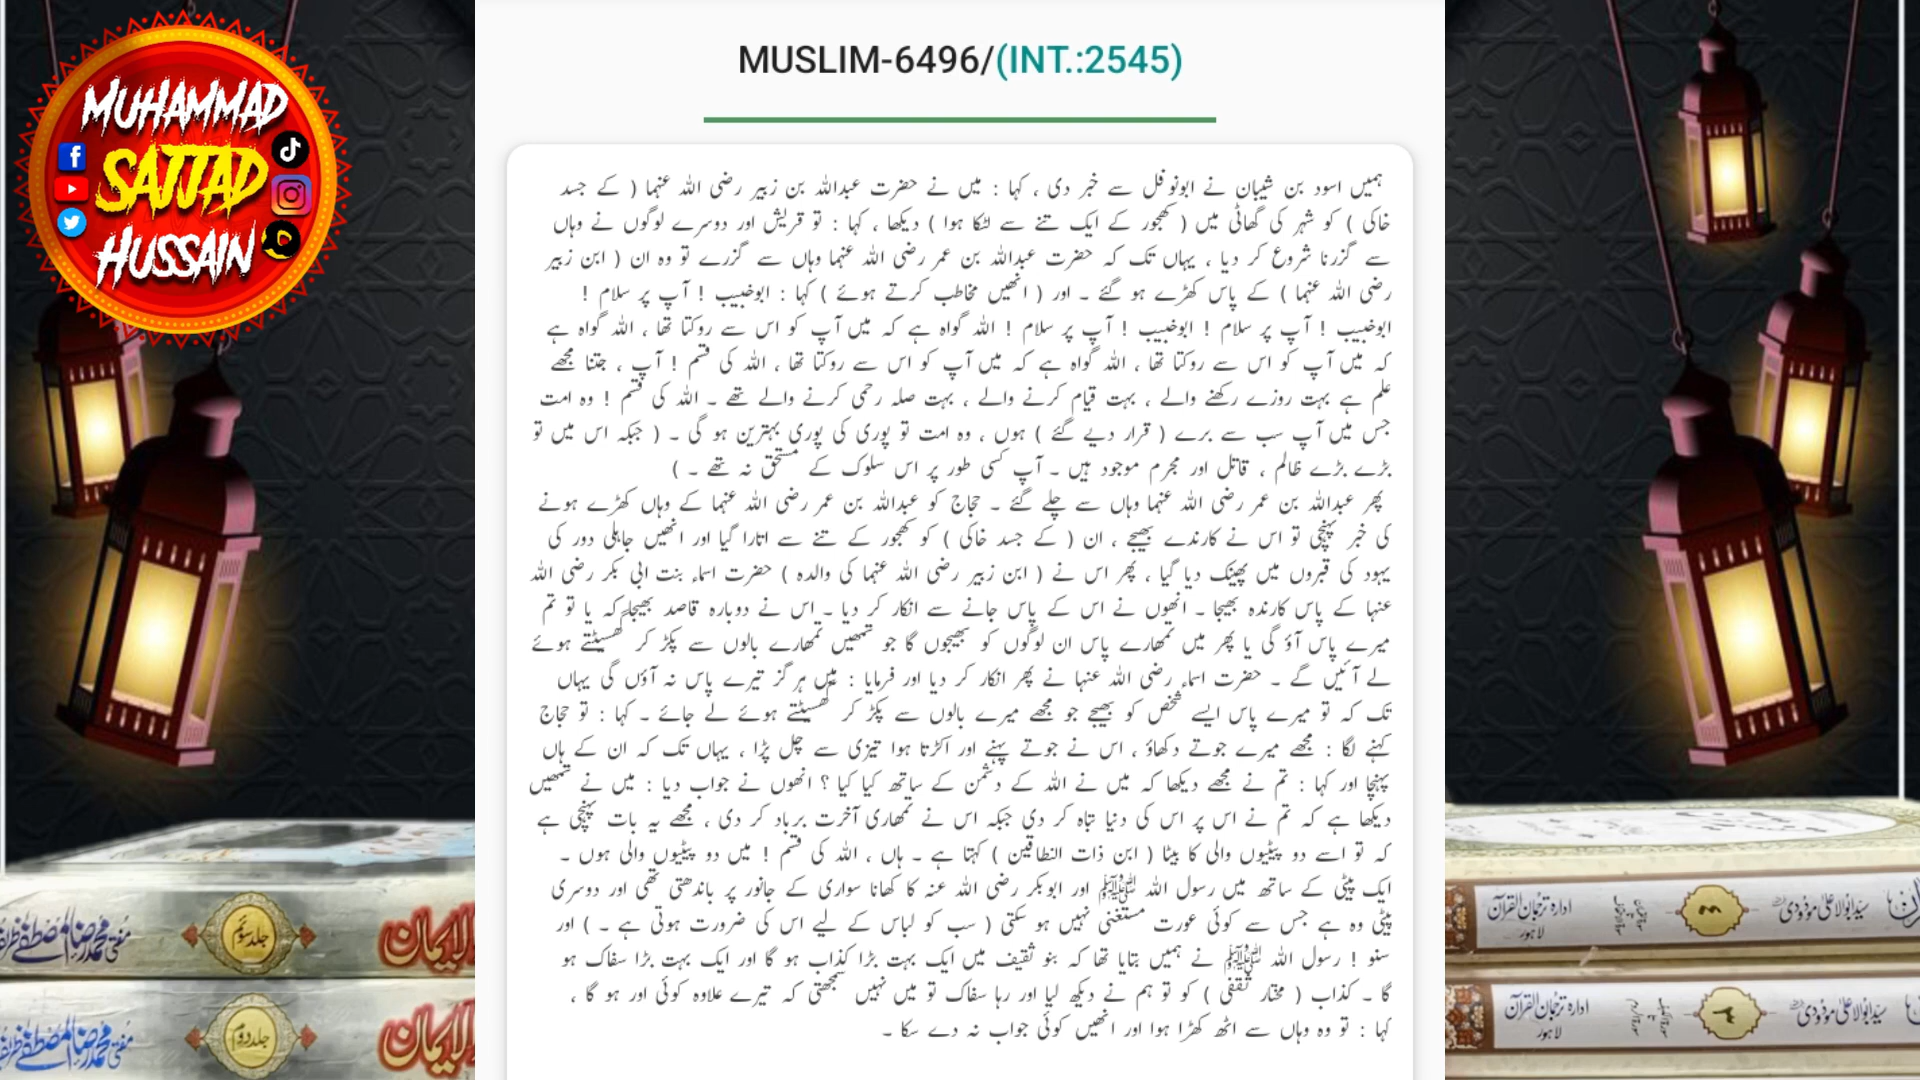 MUHAMMAD
SAJJAD
HUSSAIN
MUSLIM-6496/(INT.:2545)
ہمیں اسود بن شیبان نے ابونوفل سے خبر دی ، کہا : میں نے حضرت عبداللہ بن زبیر رضی اللہ عنہما ( کے جسد
خاکی ) کو شہر کی گھاٹی میں ( کھجور کے ایک تنے سے لٹکا ہوا ) دیکھا ، کہا : تو قریش اور دوسرے لوگوں نے وہاں
سے گزرنا شروع کر دیا ، یہاں تک کہ حضرت عبداللہ بن عمر رضی اللہ عنہما وہاں سے گزرے تو وہ ان ( ابن زبیر
رضی اللہ عنہما ) کے پاس کھڑے ہو گئے ۔ اور ( انھیں مخاطب کرتے ہوئے ) کہا : ابوخبیب ! آپ پر سلام !
ابوخبیب ! آپ پر سلام ! ابوخبیب ! آپ پر سلام ! اللہ گواہ ہے کہ میں آپ کو اس سے روکتا تھا ، اللہ گواہ ہے
کہ میں آپ کو اس سے روکتا تھا ، اللہ گواہ ہے کہ میں آپ کو اس سے روکتا تھا ، اللہ کی قسم ! آپ ، جتنا مجھے
علم ہے بہت روزے رکھنے والے ، بہت قیام کرنے والے ، بہت صلہ رحمی کرنے والے تھے ۔ اللہ کی قسم ! وہ امت
جس میں آپ سب سے برے ( قرار دیے گئے ) ہوں ، وہ امت تو پوری کی پوری بہترین ہو گی ۔ ( جبکہ اس میں تو
بڑے بڑے ظالم ، قاتل اور مجرم موجود ہیں ۔ آپ کسی طور پر اس سلوک کے مستحق نہ تھے ۔ )
پھر عبداللہ بن عمر رضی اللہ عنہما وہاں سے چلے گئے ۔ حجاج کو عبداللہ بن عمر رضی اللہ عنہما کے وہاں کھڑے ہونے
کی خبر پہنچی تو اس نے کارندے بھیجے ، ان ( کے جسد خاکی ) کو کھجور کے تنے سے اتارا گیا اور انھیں جاہلی دور کی
یہود کی قبروں میں پھینک دیا گیا ، پھر اس نے ( ابن زبیر رضی اللہ عنہما کی والدہ ) حضرت اسماء بنت ابی بکر رضی اللہ
عنہا کے پاس کارندہ بھیجا ۔ انھوں نے اس کے پاس جانے سے انکار کر دیا ۔ اس نے دوبارہ قاصد بھیجا کہ یا تو تم
میرے پاس آؤ گی یا پھر میں تمھارے پاس ان لوگوں کو بھیجوں گا جو تمھیں تمھارے بالوں سے پکڑ کر گھسیٹتے ہوئے
لے آئیں گے ۔ حضرت اسماء رضی اللہ عنہا نے پھر انکار کر دیا اور فرمایا : میں ہرگز تیرے پاس نہ آؤں گی یہاں
تک کہ تو میرے پاس ایسے شخص کو بھیجے جو مجھے میرے بالوں سے پکڑ کر گھسیٹتے ہوئے لے جائے ۔ کہا : تو حجاج
کہنے لگا : مجھے میرے جوتے دکھاؤ ، اس نے جوتے پہنے اور اکڑتا ہوا تیزی سے چل پڑا ، یہاں تک کہ ان کے ہاں
پہنچا اور کہا : تم نے مجھے دیکھا کہ میں نے اللہ کے دشمن کے ساتھ کیا کیا ؟ انھوں نے جواب دیا : میں نے تمھیں
دیکھا ہے کہ تم نے اس پر اس کی دنیا تباہ کر دی جبکہ اس نے تمھاری آخرت برباد کر دی ، مجھے یہ بات پہنچی ہے
کہ تو اسے دو پیٹیوں والی کا بیٹا ( ابن ذات النطاقین ) کہتا ہے ۔ ہاں ، اللہ کی قسم ! میں دو پیٹیوں والی ہوں ۔
ایک پیٹی کے ساتھ میں رسول اللہ ﷺ اور ابوبکر رضی اللہ عنہ کا کھانا سواری کے جانور پر باندھتی تھی اور دوسری
پیٹی وہ ہے جس سے کوئی عورت مستغنی نہیں ہو سکتی ( سب کو لباس کے لیے اس کی ضرورت ہوتی ہے ۔ ) اور
سنو ! رسول اللہ ﷺ نے ہمیں بتایا تھا کہ بنو ثقیف میں ایک بہت بڑا کذاب ہو گا اور ایک بہت بڑا سفاک ہو
گا ۔ کذاب ( مختار ثقفی ) کو تو ہم نے دیکھ لیا اور رہا سفاک تو میں نہیں سمجھتی کہ تیرے علاوہ کوئی اور ہو گا ،
کہا : تو وہ وہاں سے اٹھ کھڑا ہوا اور انھیں کوئی جواب نہ دے سکا ۔
جلد سوم
جلد دوم
سیدابوالاعلیٰ مودودی
۴
ادارہ ترجمان القرآن
لاہور
سیدابوالاعلیٰ مودودی
۳
ادارہ ترجمان القرآن
لاہور